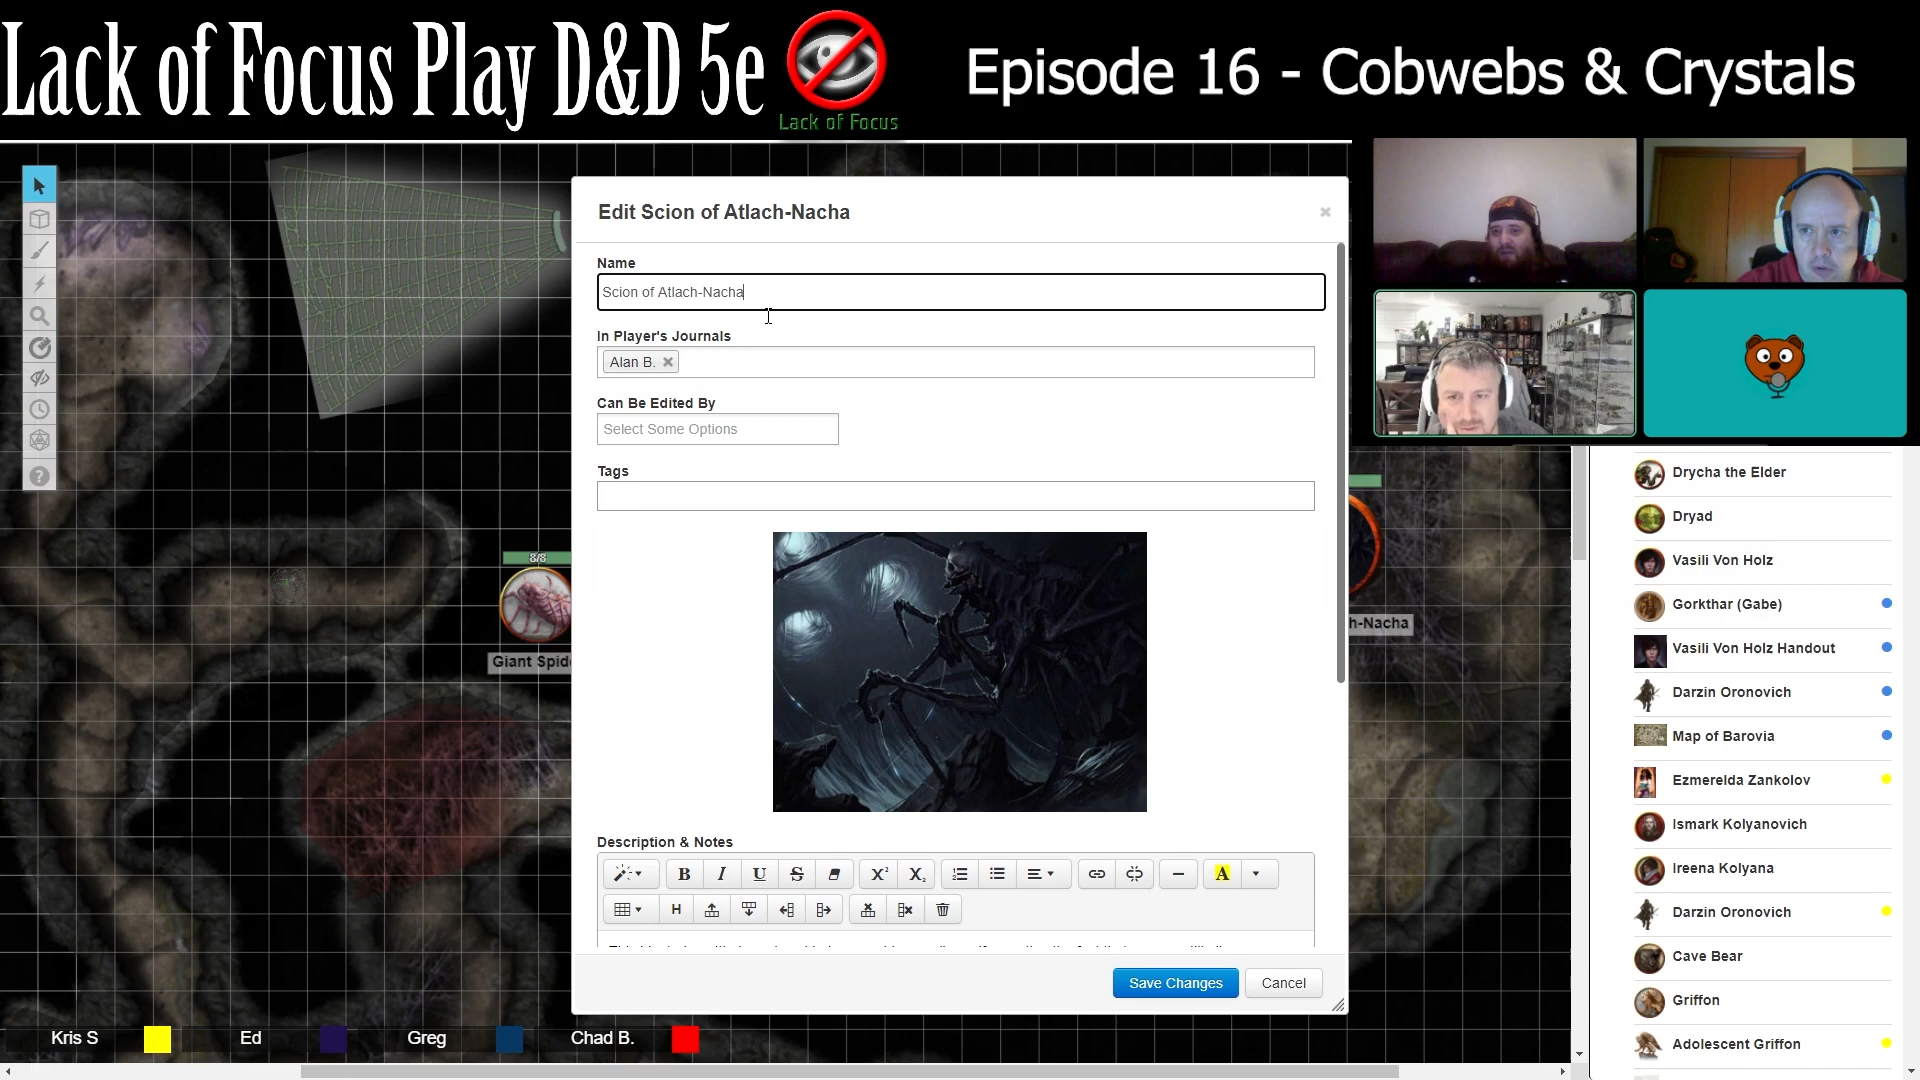 Lack of Focus Play D&D 5e
Lack of Focus
Episode 16 - Cobwebs & Crystals
Edit Scion of Atlach-Nacha
Name
Scion of Atlach-Nacha
In Player's Journals
Alan B.
Can Be Edited By
Select Some Options
Tags
Description & Notes
B I U S X² X₂ A
H
Save Changes
Cancel
8/8
Giant Spide
h-Nacha
Drycha the Elder
Dryad
Vasili Von Holz
Gorkthar (Gabe)
Vasili Von Holz Handout
Darzin Oronovich
Map of Barovia
Ezmerelda Zankolov
Ismark Kolyanovich
Ireena Kolyana
Darzin Oronovich
Cave Bear
Griffon
Adolescent Griffon
Kris S
Ed
Greg
Chad B.